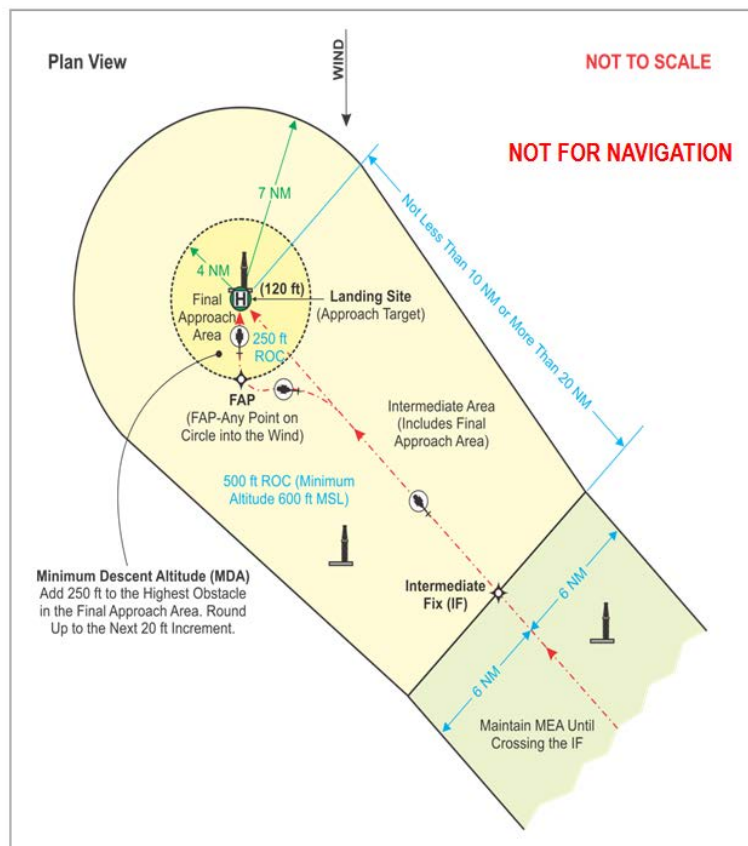 Plan View
WIND
NOT TO SCALE
NOT FOR NAVIGATION
7 NM
Not Less Than 10 NM or More Than 20 NM
4 NM
H
(120 ft)
Landing Site
(Approach Target)
Final
Approach
Area
250 ft
ROC
FAP
(FAP-Any Point on
Circle into the Wind)
Intermediate Area
(Includes Final
Approach Area)
500 ft ROC (Minimum
Altitude 600 ft MSL)
Minimum Descent Altitude (MDA)
Add 250 ft to the Highest Obstacle
in the Final Approach Area. Round
Up to the Next 20 ft Increment.
Intermediate
Fix (IF)
6 NM
6 NM
Maintain MEA Until
Crossing the IF